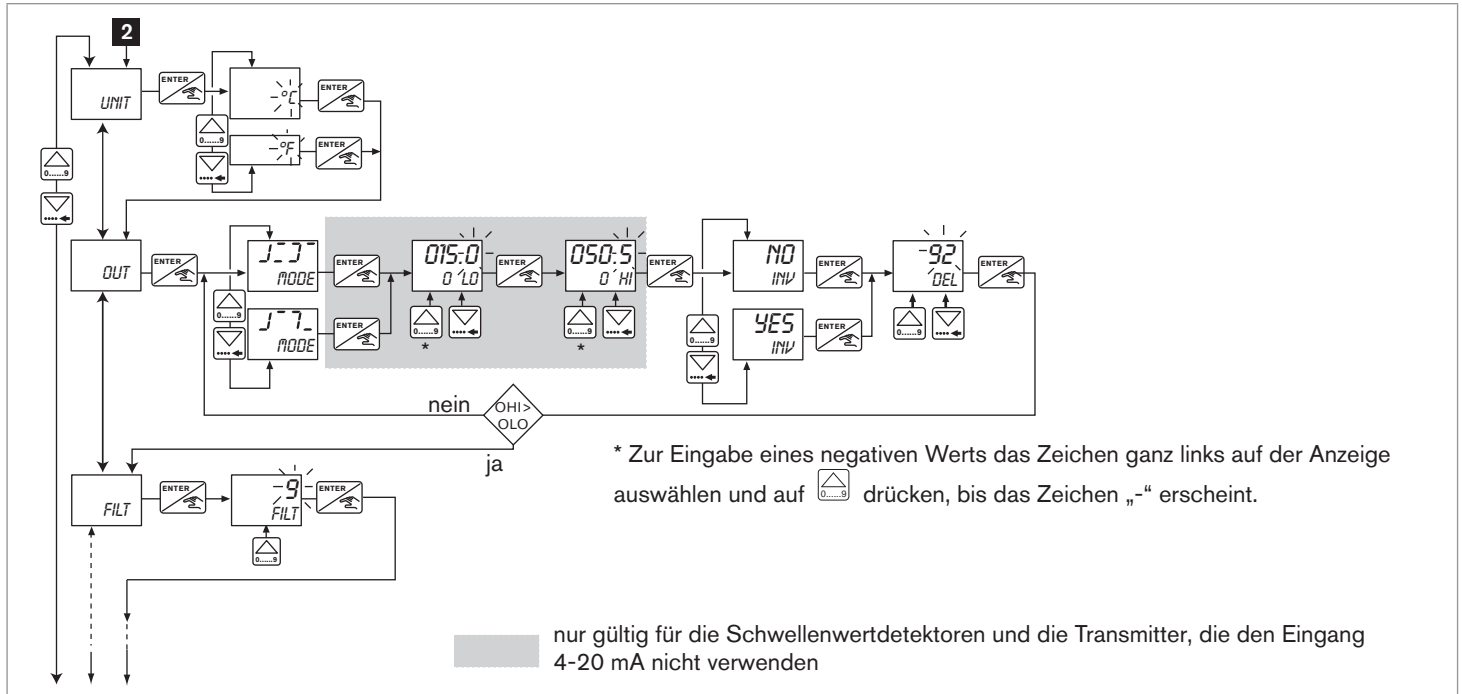 2
UNIT
ENTER
-°C
ENTER
0......9
-°F
ENTER
0......9
OUT
ENTER
MODE
ENTER
015.0
O'LO
ENTER
050.5
O'HI
ENTER
NO
INV
ENTER
-92
DEL
ENTER
0......9
MODE
ENTER
0......9
*
0......9
*
0......9
YES
INV
ENTER
0......9
nein
OHI>
OLO
ja
* Zur Eingabe eines negativen Werts das Zeichen ganz links auf der Anzeige
auswählen und auf 0......9 drücken, bis das Zeichen „-“ erscheint.
FILT
ENTER
-9
FILT
ENTER
0......9
nur gültig für die Schwellenwertdetektoren und die Transmitter, die den Eingang
4-20 mA nicht verwenden